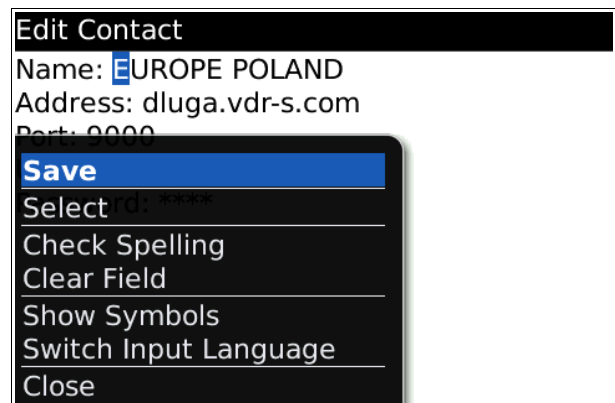 Edit Contact
Name: EUROPE POLAND
Address: dluga.vdr-s.com
Port: 9000
Save
Select
Check Spelling
Clear Field
Show Symbols
Switch Input Language
Close